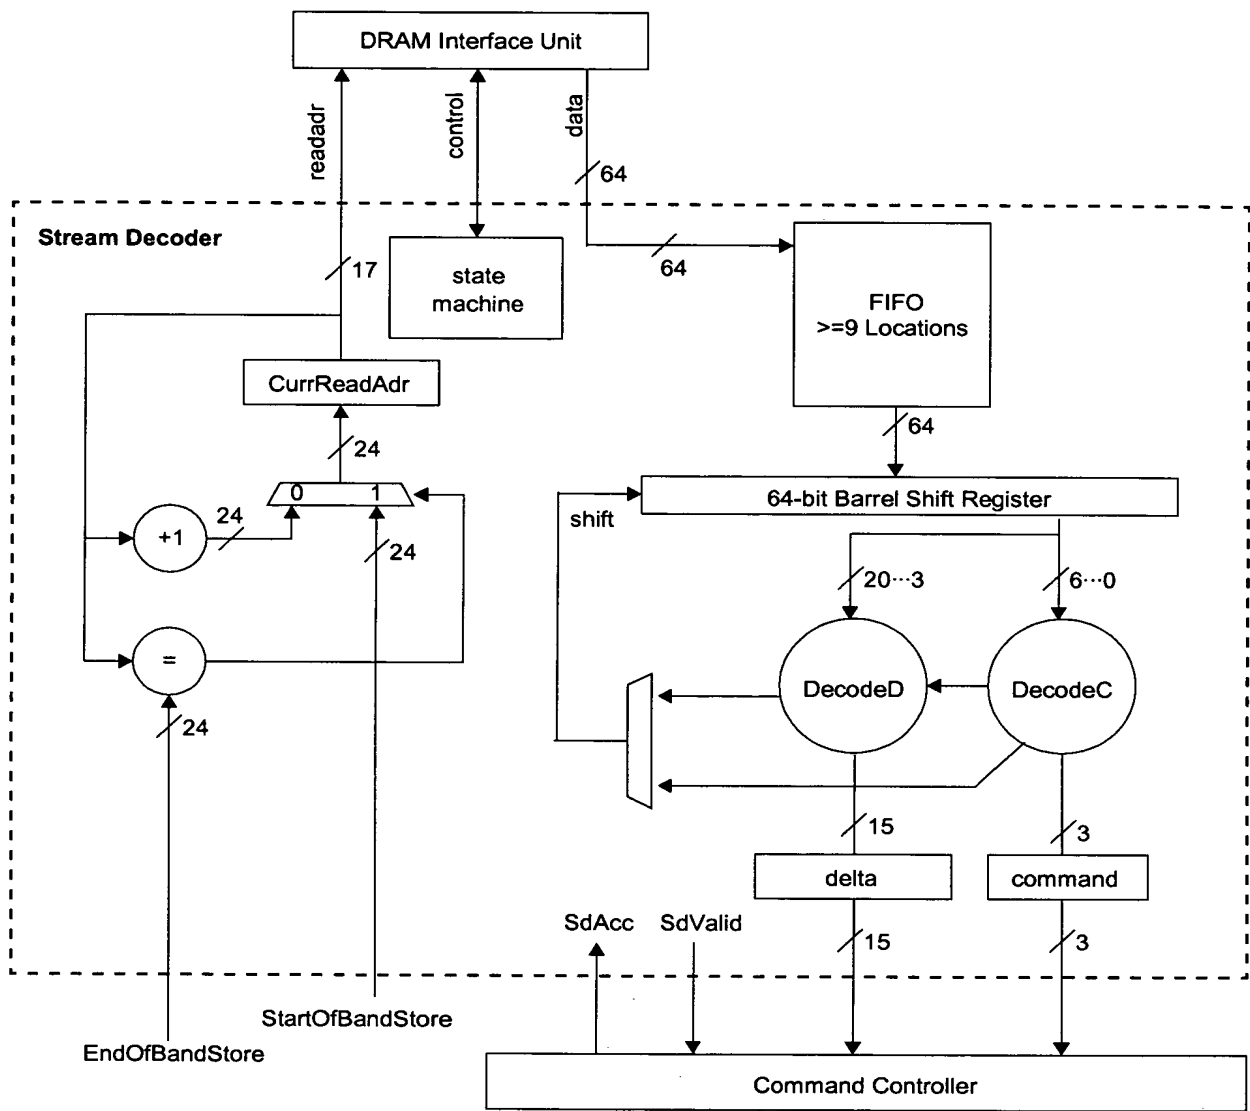 DRAM Interface Unit
readadr
control
data
64
Stream Decoder
17
state
machine
64
FIFO
>=9 Locations
CurrReadAdr
24
64
0 1
64-bit Barrel Shift Register
shift
+1
24
24
20···3
6···0
=
DecodeD
DecodeC
24
15
3
delta
command
SdAcc
SdValid
15
3
StartOfBandStore
EndOfBandStore
Command Controller